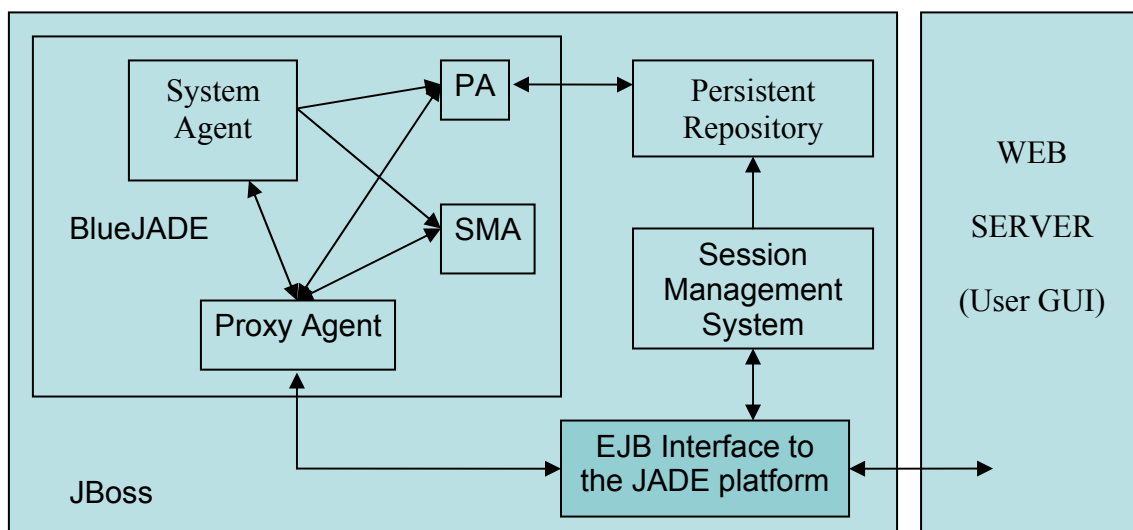 System
Agent
PA
SMA
BlueJADE
Proxy Agent
Persistent
Repository
Session
Management
System
EJB Interface to
the JADE platform
JBoss
WEB
SERVER
(User GUI)